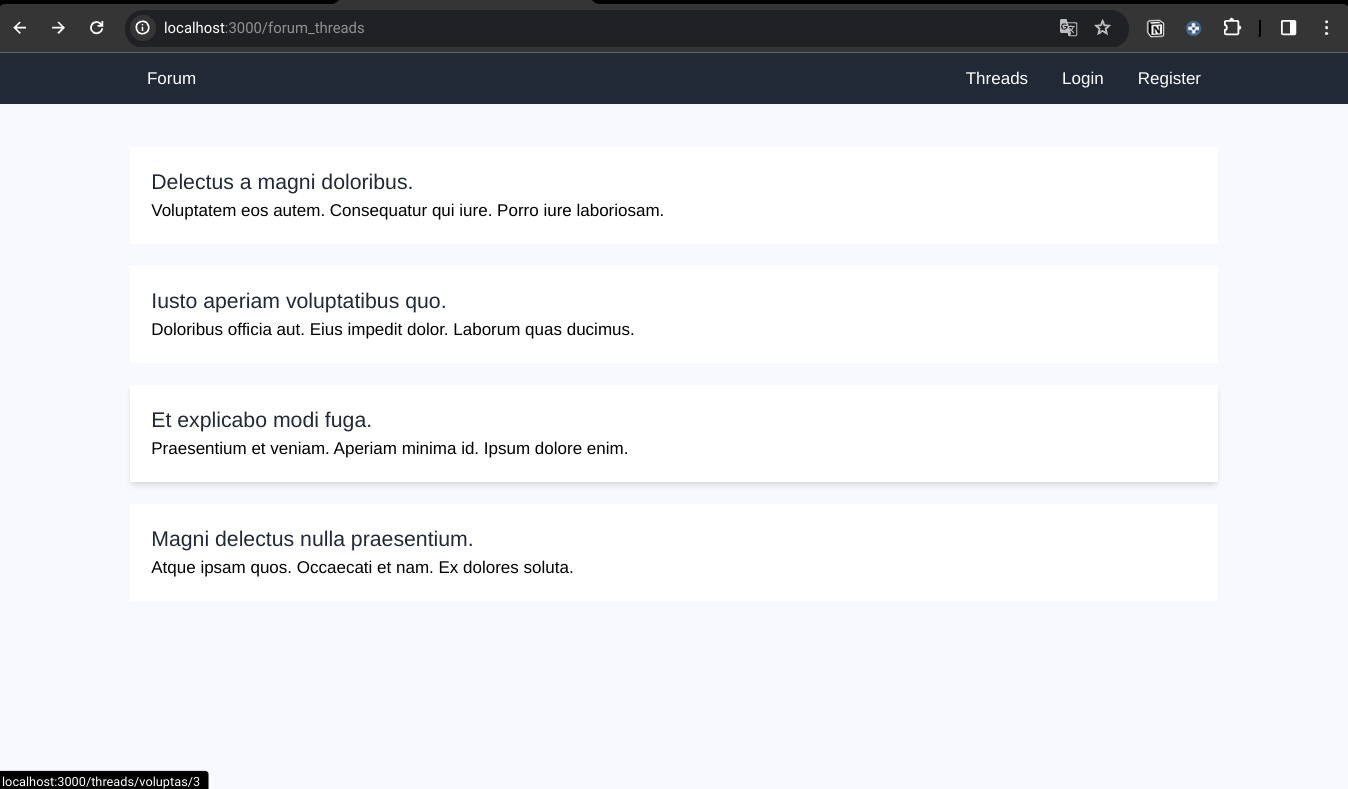 localhost:3000/forum_threads
Forum Threads Login Register
Delectus a magni doloribus.
Voluptatem eos autem. Consequatur qui iure. Porro iure laboriosam.
Iusto aperiam voluptatibus quo.
Doloribus officia aut. Eius impedit dolor. Laborum quas ducimus.
Et explicabo modi fuga.
Praesentium et veniam. Aperiam minima id. Ipsum dolore enim.
Magni delectus nulla praesentium.
Atque ipsam quos. Occaecati et nam. Ex dolores soluta.
localhost:3000/threads/voluptas/3